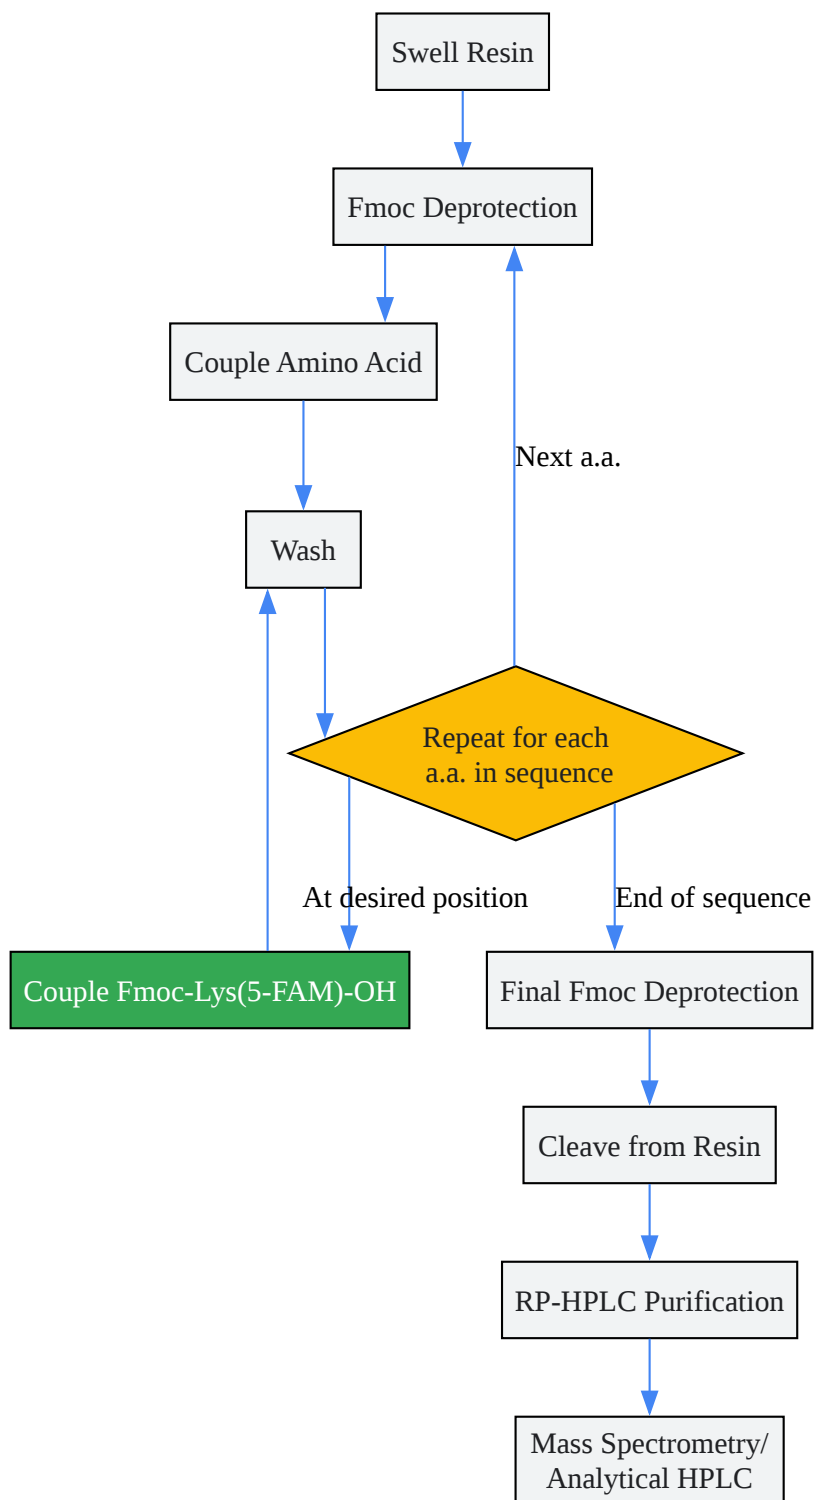 Swell Resin
Fmoc Deprotection
Couple Amino Acid
Next a.a.
Wash
Repeat for each
a.a. in sequence
At desired position
End of sequence
Couple Fmoc-Lys(5-FAM)-OH
Final Fmoc Deprotection
Cleave from Resin
RP-HPLC Purification
Mass Spectrometry/
Analytical HPLC